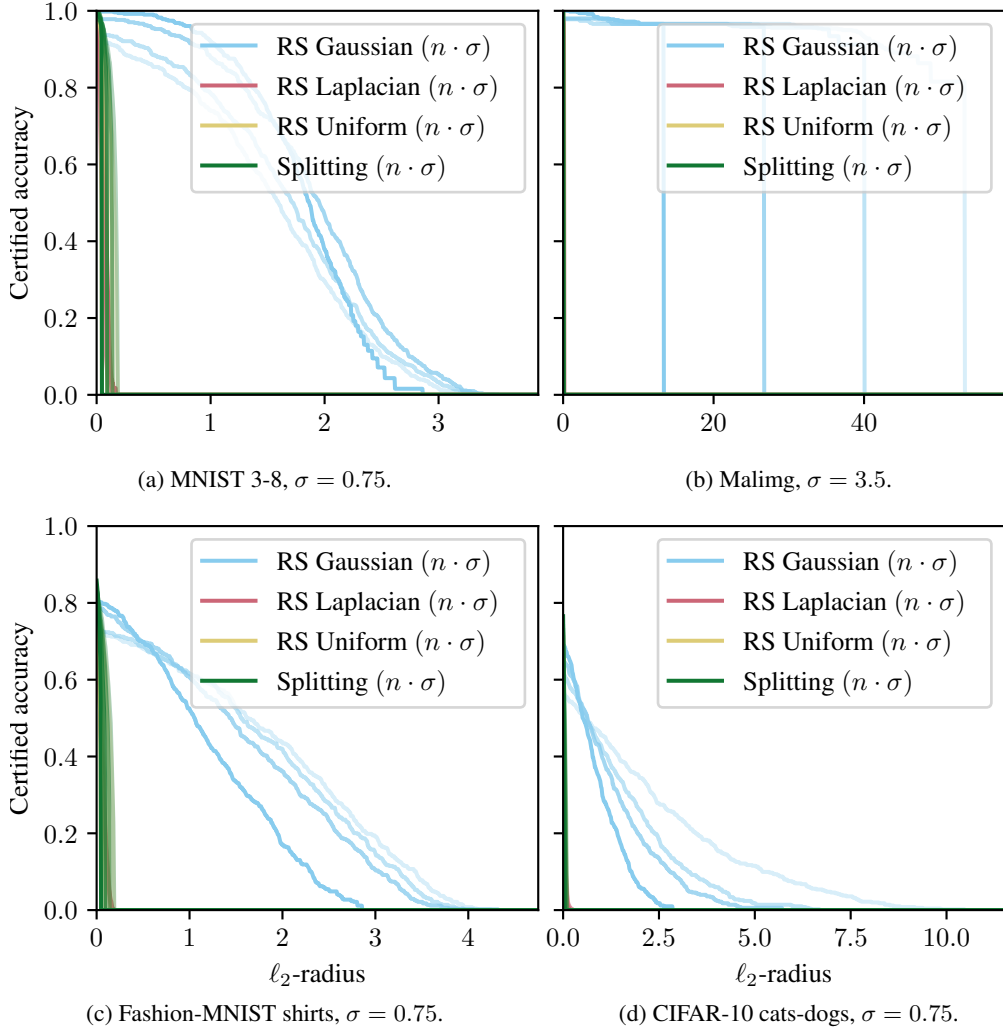 1.0
0.8
0.6
0.4
0.2
0.0
Certified accuracy
RS Gaussian (n · σ)
RS Laplacian (n · σ)
RS Uniform (n · σ)
Splitting (n · σ)
0 1 2 3
(a) MNIST 3-8, σ = 0.75.
RS Gaussian (n · σ)
RS Laplacian (n · σ)
RS Uniform (n · σ)
Splitting (n · σ)
0 20 40
(b) Malimg, σ = 3.5.
1.0
0.8
0.6
0.4
0.2
0.0
Certified accuracy
RS Gaussian (n · σ)
RS Laplacian (n · σ)
RS Uniform (n · σ)
Splitting (n · σ)
0 1 2 3 4
ℓ₂-radius
(c) Fashion-MNIST shirts, σ = 0.75.
RS Gaussian (n · σ)
RS Laplacian (n · σ)
RS Uniform (n · σ)
Splitting (n · σ)
0.0 2.5 5.0 7.5 10.0
ℓ₂-radius
(d) CIFAR-10 cats-dogs, σ = 0.75.